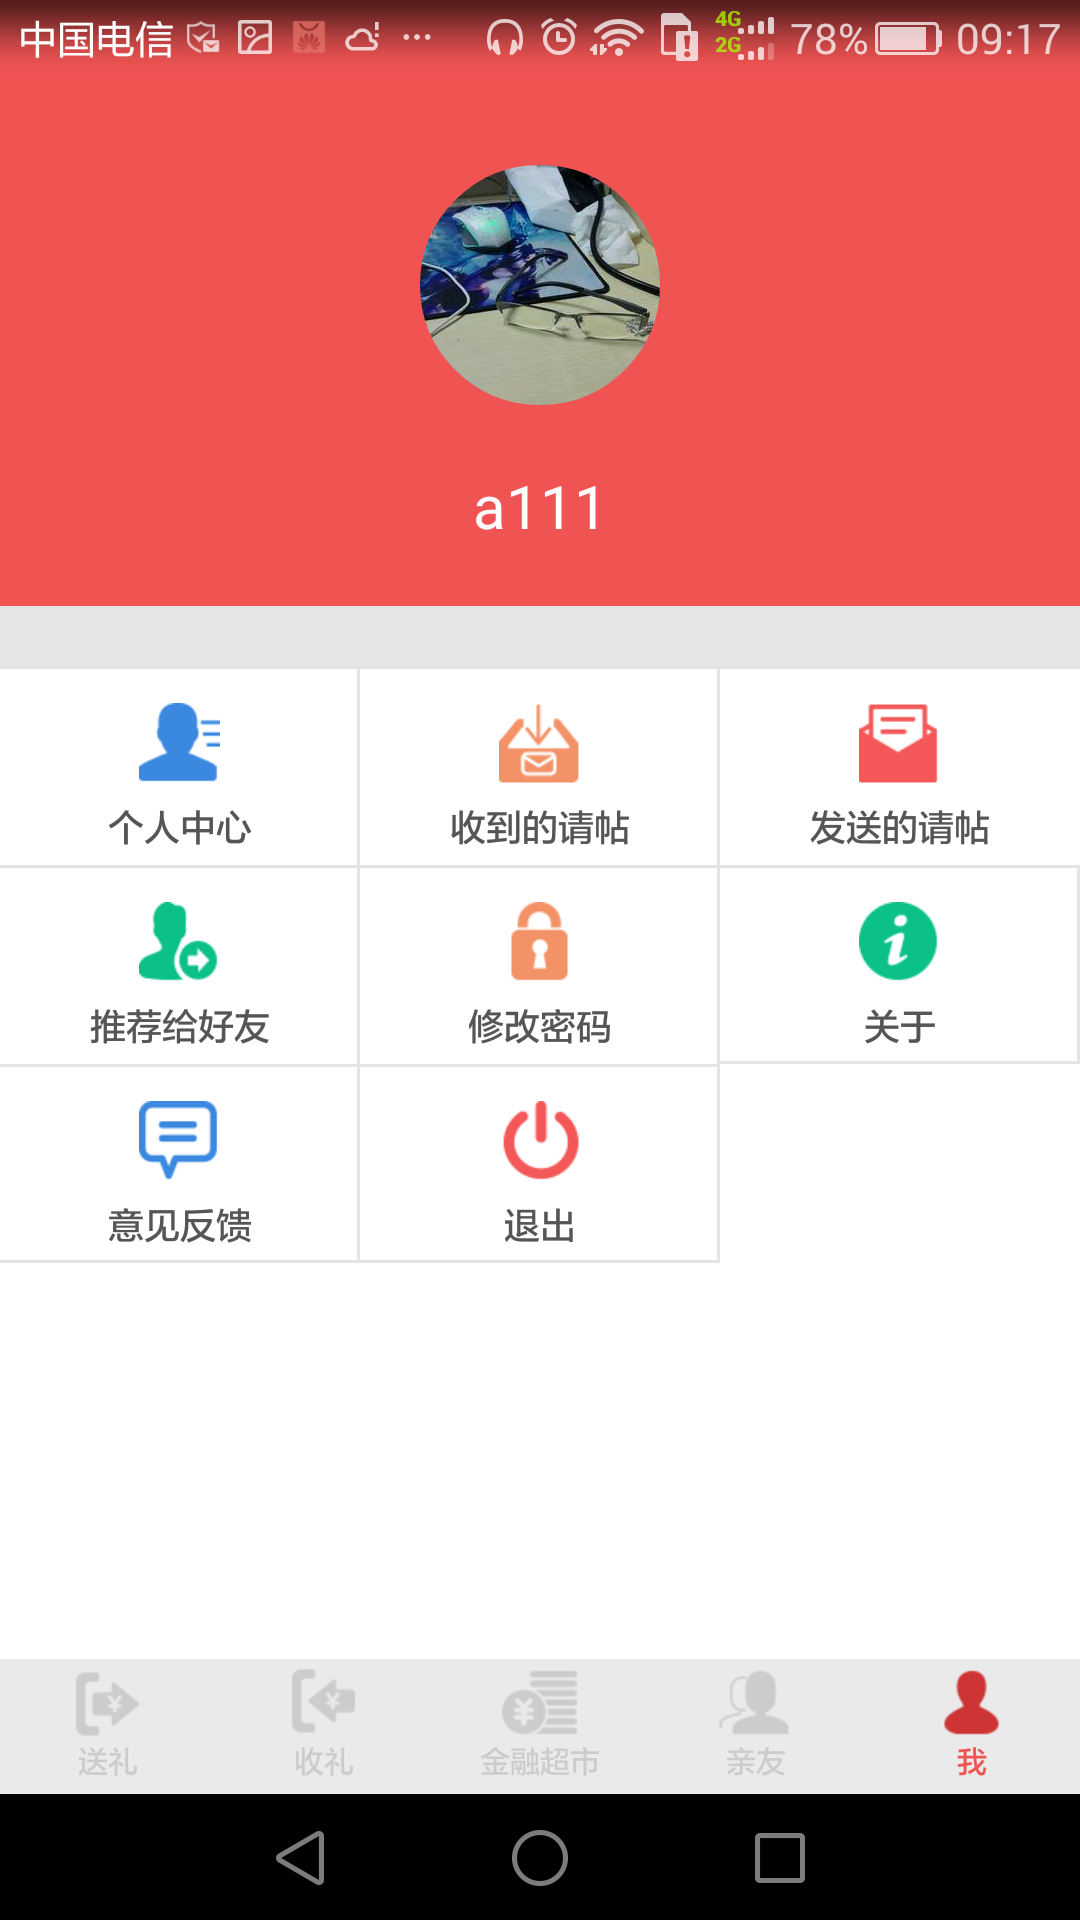 中国电信 4G 2G 78% 09:17
a111
个人中心 收到的请帖 发送的请帖
推荐给好友 修改密码 关于
意见反馈 退出
送礼 收礼 金融超市 亲友 我